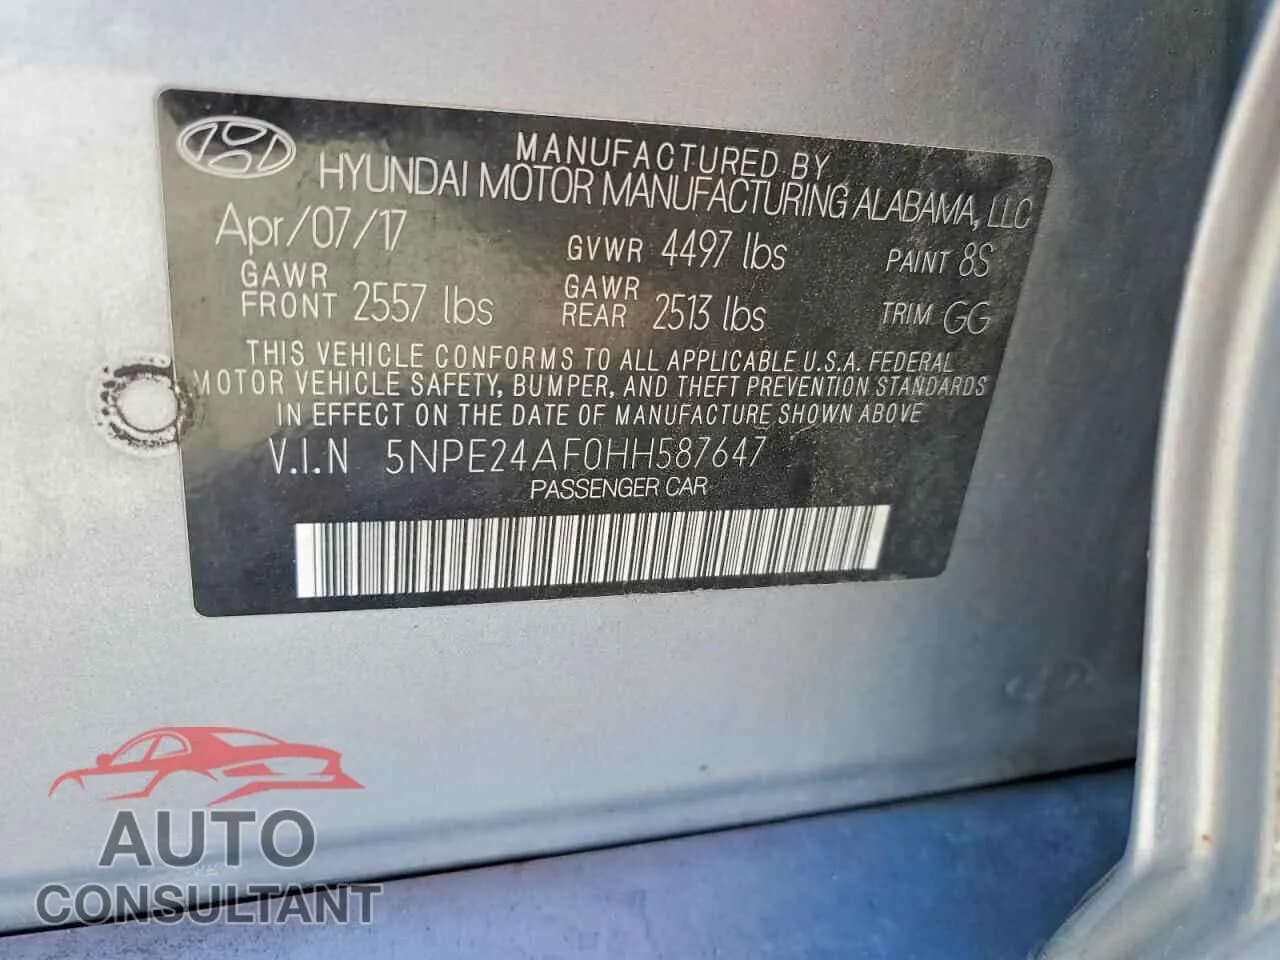 MANUFACTURED BY
HYUNDAI MOTOR MANUFACTURING ALABAMA, LLC
Apr/07/17 GVWR 4497 lbs PAINT 8S
GAWR FRONT 2557 lbs GAWR REAR 2513 lbs TRIM GG
THIS VEHICLE CONFORMS TO ALL APPLICABLE U.S.A. FEDERAL
MOTOR VEHICLE SAFETY, BUMPER, AND THEFT PREVENTION STANDARDS
IN EFFECT ON THE DATE OF MANUFACTURE SHOWN ABOVE
V.I.N 5NPE24AF0HH587647
PASSENGER CAR
AUTO
CONSULTANT